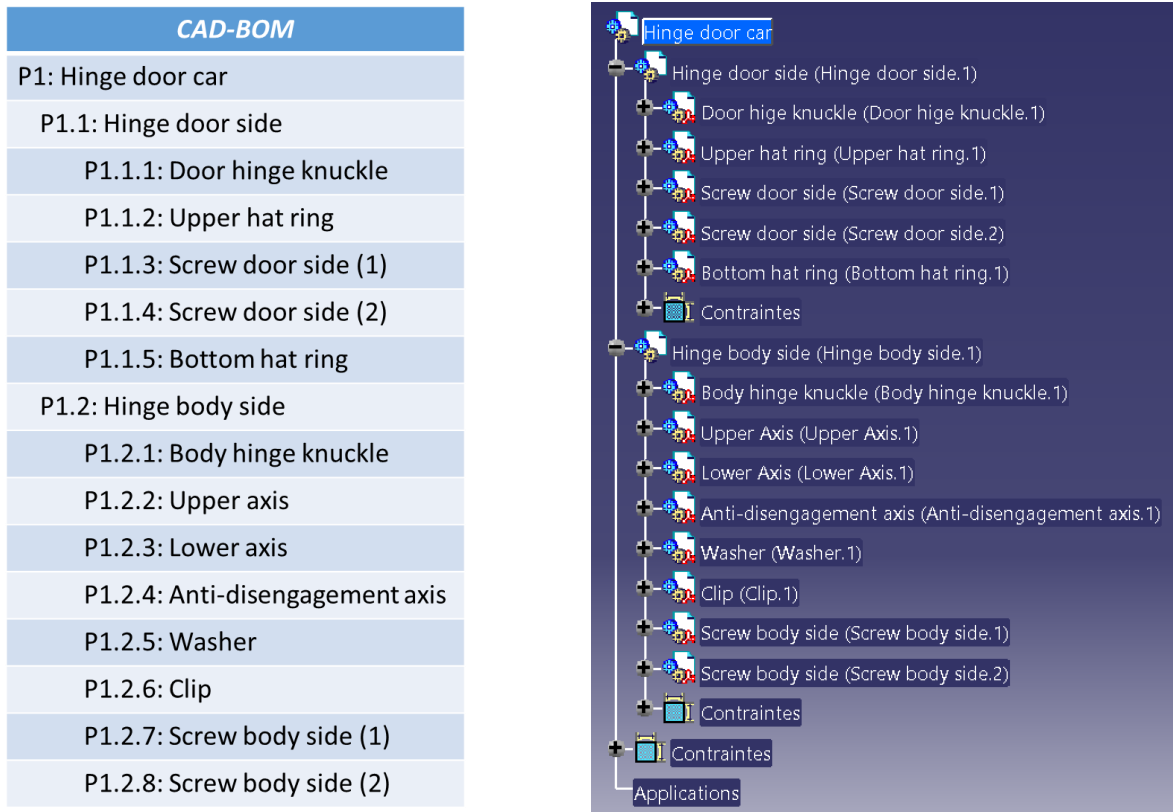 CAD-BOM
P1: Hinge door car
P1.1: Hinge door side
P1.1.1: Door hinge knuckle
P1.1.2: Upper hat ring
P1.1.3: Screw door side (1)
P1.1.4: Screw door side (2)
P1.1.5: Bottom hat ring
P1.2: Hinge body side
P1.2.1: Body hinge knuckle
P1.2.2: Upper axis
P1.2.3: Lower axis
P1.2.4: Anti-disengagement axis
P1.2.5: Washer
P1.2.6: Clip
P1.2.7: Screw body side (1)
P1.2.8: Screw body side (2)
Hinge door car
Hinge door side (Hinge door side.1)
Door hige knuckle (Door hige knuckle.1)
Upper hat ring (Upper hat ring.1)
Screw door side (Screw door side.1)
Screw door side (Screw door side.2)
Bottom hat ring (Bottom hat ring.1)
Contraintes
Hinge body side (Hinge body side.1)
Body hinge knuckle (Body hinge knuckle.1)
Upper Axis (Upper Axis.1)
Lower Axis (Lower Axis.1)
Anti-disengagement axis (Anti-disengagement axis.1)
Washer (Washer.1)
Clip (Clip.1)
Screw body side (Screw body side.1)
Screw body side (Screw body side.2)
Contraintes
Contraintes
Applications